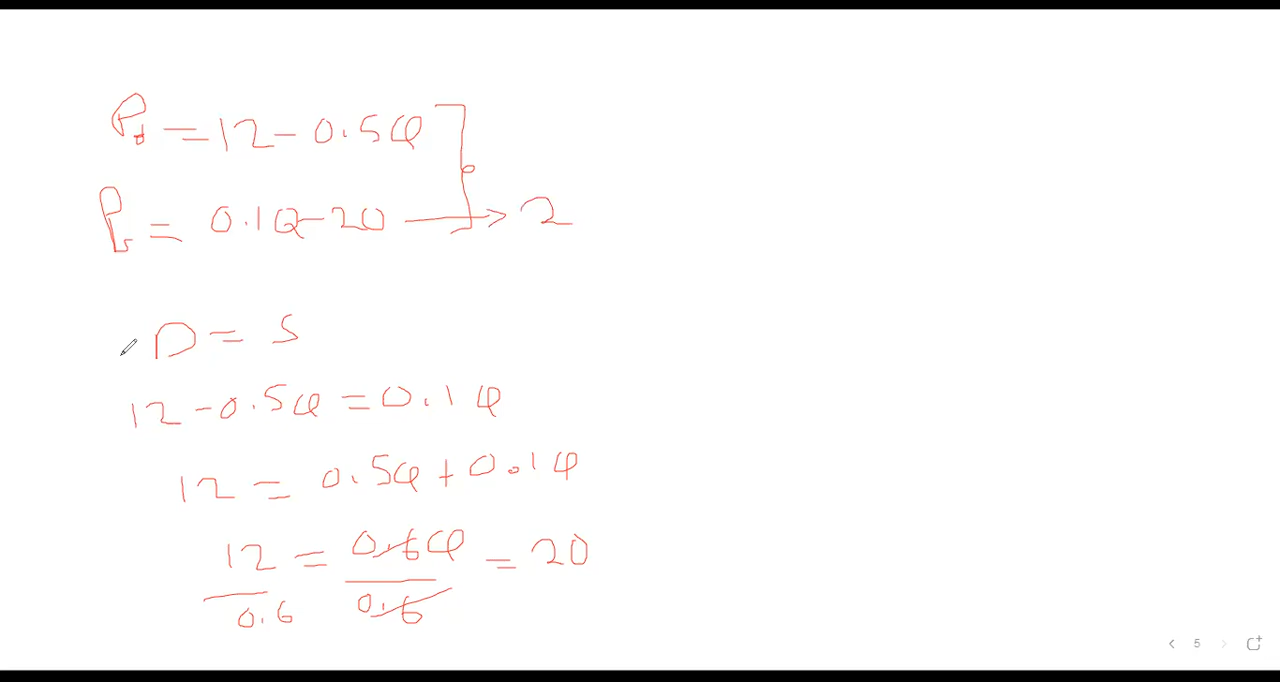 Pd = 12 - 0.5Q
Ps = 0.1Q - 20 → 2
D = S
12 - 0.5Q = 0.1Q
12 = 0.5Q + 0.1Q
12 = 0.6Q = 20
0.6 0.6
5